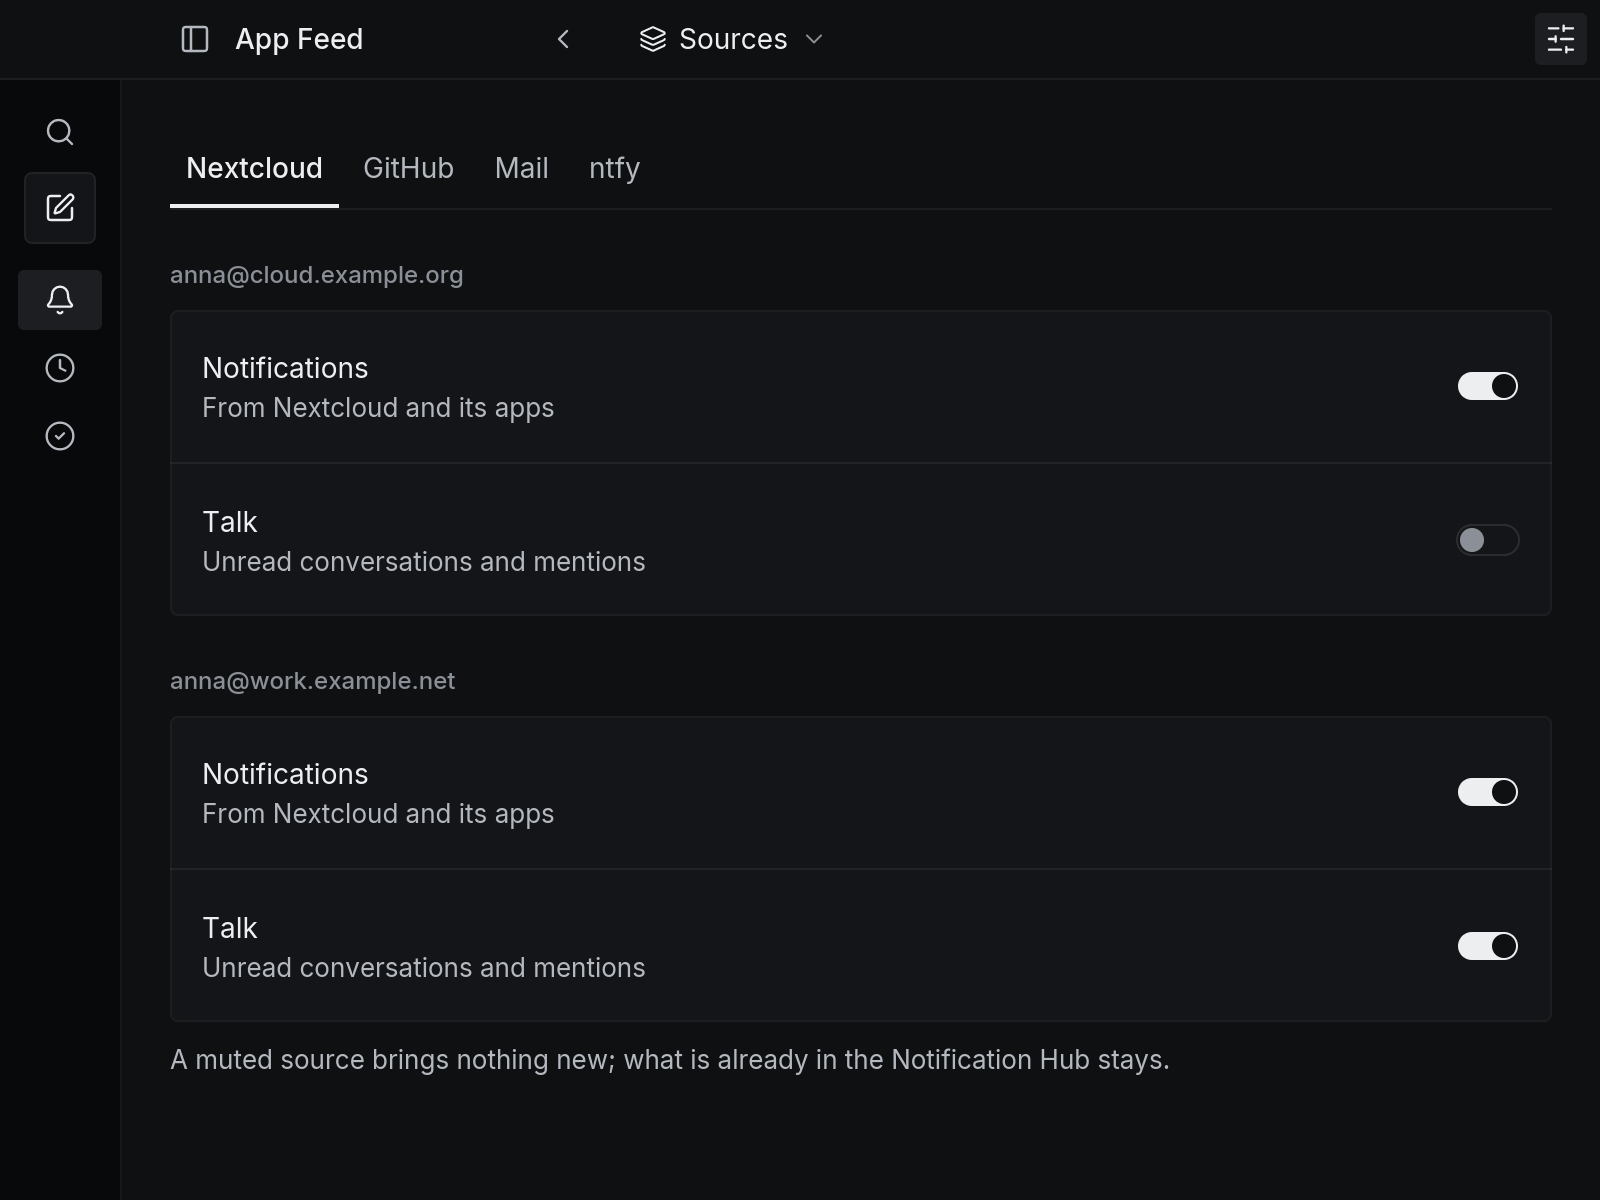 App Feed
Sources
Nextcloud GitHub Mail ntfy
anna@cloud.example.org
Notifications
From Nextcloud and its apps
Talk
Unread conversations and mentions
anna@work.example.net
Notifications
From Nextcloud and its apps
Talk
Unread conversations and mentions
A muted source brings nothing new; what is already in the Notification Hub stays.